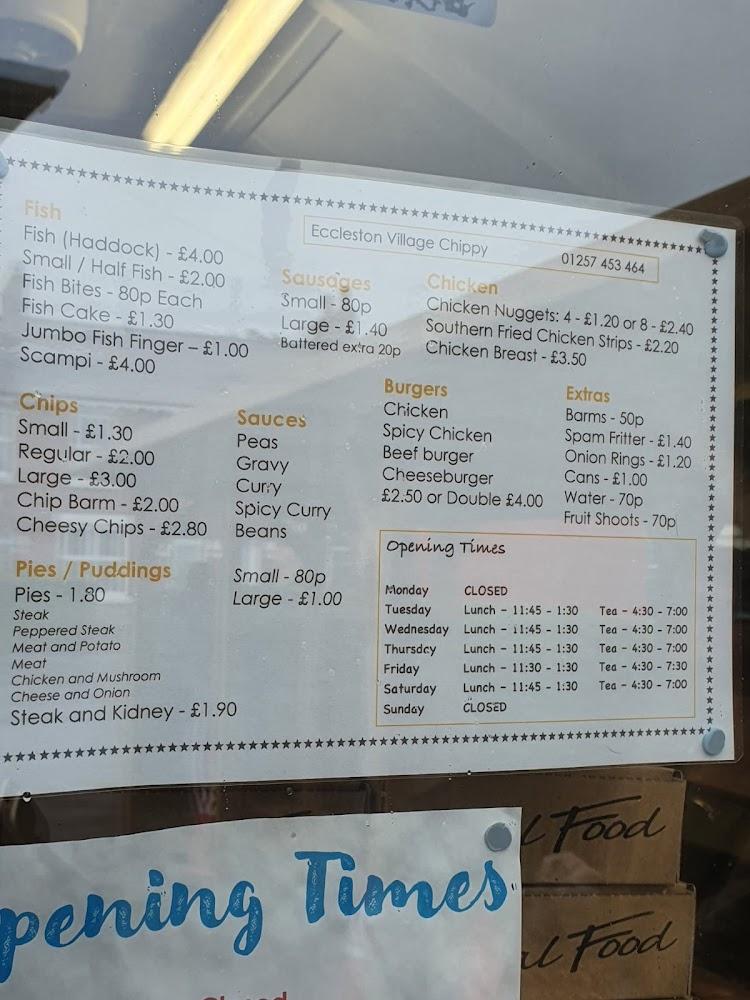 Eccleston Village Chippy
01257 453 464
Fish
Fish (Haddock) - £4.00
Small / Half Fish - £2.00
Fish Bites - 80p Each
Fish Cake - £1.30
Jumbo Fish Finger – £1.00
Scampi - £4.00
Sausages
Small - 80p
Large - £1.40
Battered extra 20p
Chicken
Chicken Nuggets: 4 - £1.20 or 8 - £2.40
Southern Fried Chicken Strips - £2.20
Chicken Breast - £3.50
Chips
Small - £1.30
Regular - £2.00
Large - £3.00
Chip Barm - £2.00
Cheesy Chips - £2.80
Sauces
Peas
Gravy
Curry
Spicy Curry
Beans
Small - 80p
Large - £1.00
Burgers
Chicken
Spicy Chicken
Beef burger
Cheeseburger
£2.50 or Double £4.00
Extras
Barms - 50p
Spam Fritter - £1.40
Onion Rings - £1.20
Cans - £1.00
Water - 70p
Fruit Shoots - 70p
Pies / Puddings
Pies - 1.80
Steak
Peppered Steak
Meat and Potato
Meat
Chicken and Mushroom
Cheese and Onion
Steak and Kidney - £1.90
Opening Times
Monday CLOSED
Tuesday Lunch - 11:45 - 1:30 Tea - 4:30 - 7:00
Wednesday Lunch - 11:45 - 1:30 Tea - 4:30 - 7:00
Thursday Lunch - 11:45 - 1:30 Tea - 4:30 - 7:00
Friday Lunch - 11:30 - 1:30 Tea - 4:30 - 7:30
Saturday Lunch - 11:45 - 1:30 Tea - 4:30 - 7:00
Sunday CLOSED
l Food
pening Times
al Food